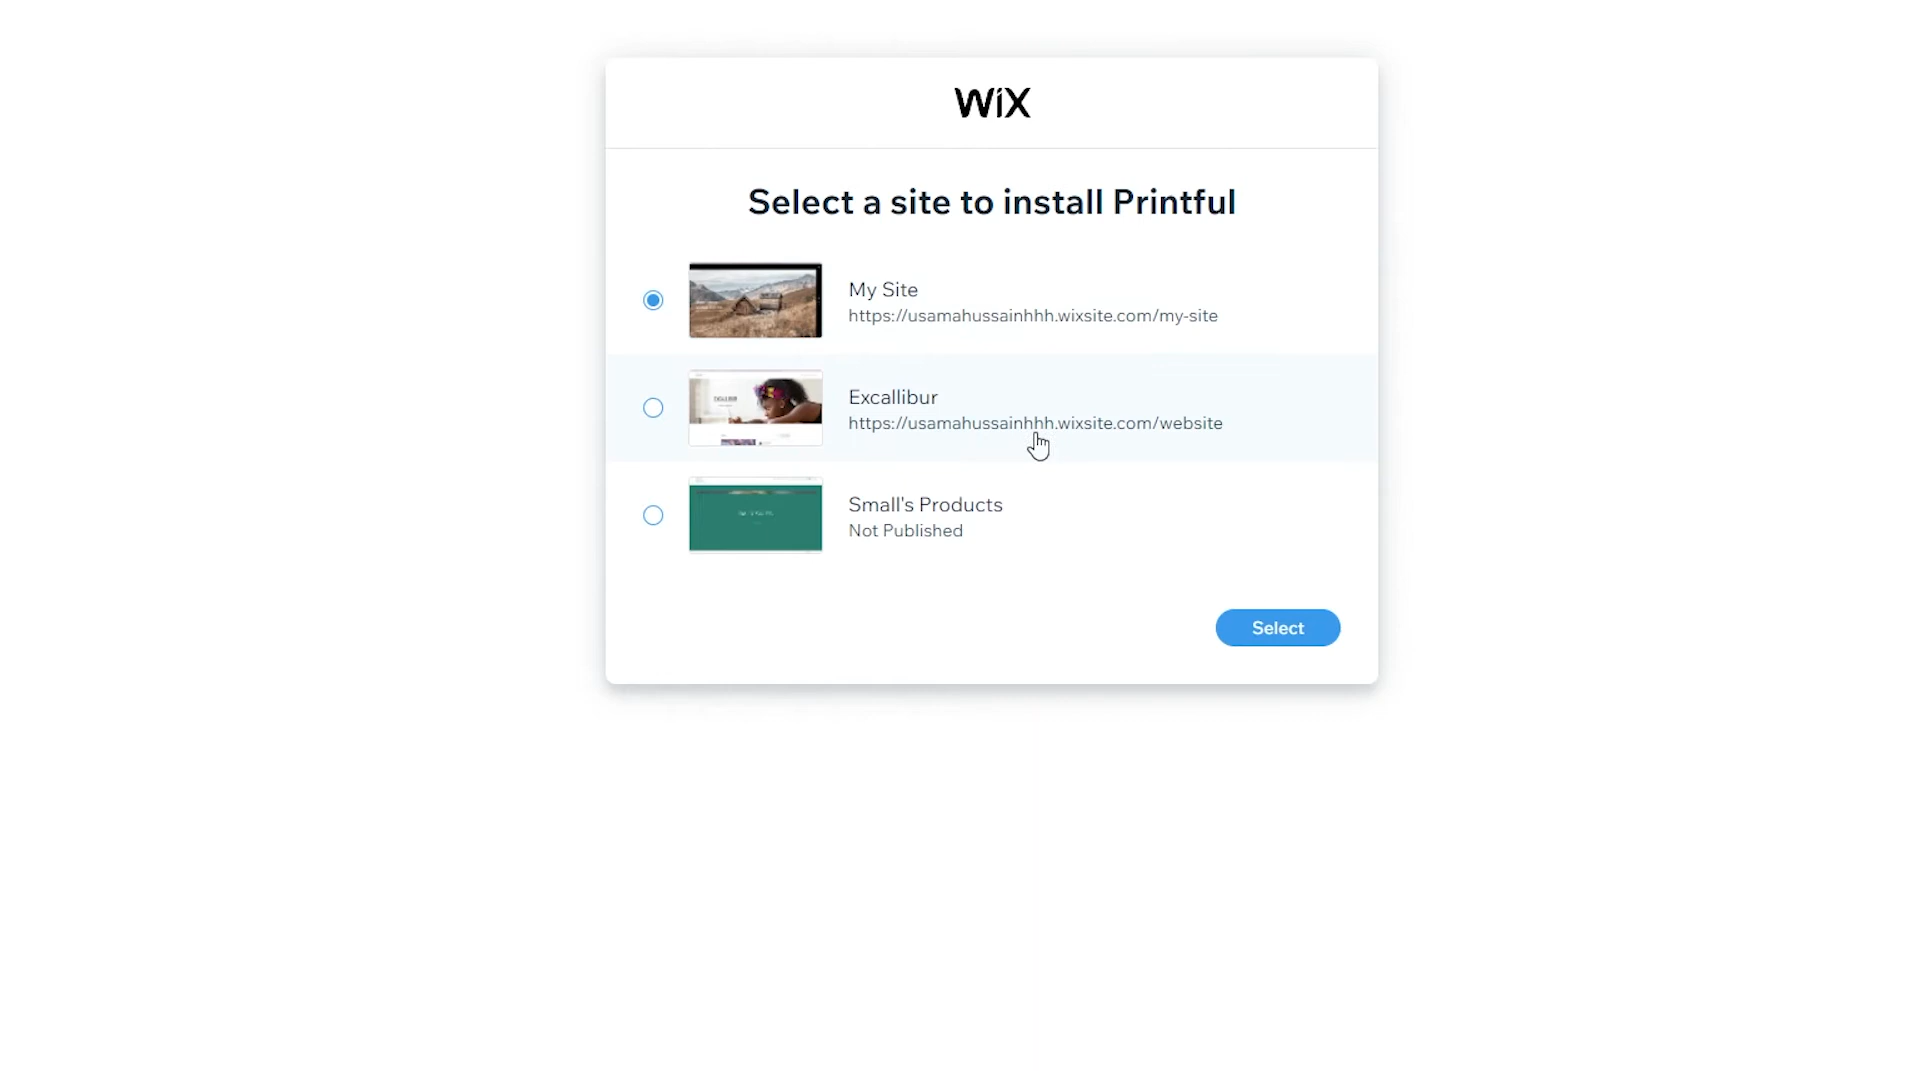 WiX
Select a site to install Printful
My Site
https://usamahussainhhh.wixsite.com/my-site
Excallibur
https://usamahussainhhh.wixsite.com/website
Small's Products
Not Published
Select